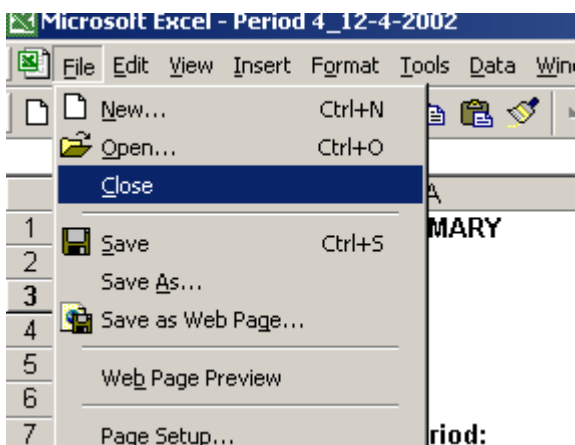 Microsoft Excel - Period 4_12-4-2002
File Edit View Insert Format Tools Data
New... Ctrl+N
Open... Ctrl+O
Close
A
1 MARY
Save Ctrl+S
2
Save As...
3
Save as Web Page...
4
5
Web Page Preview
6
7 Page Setup... riod: